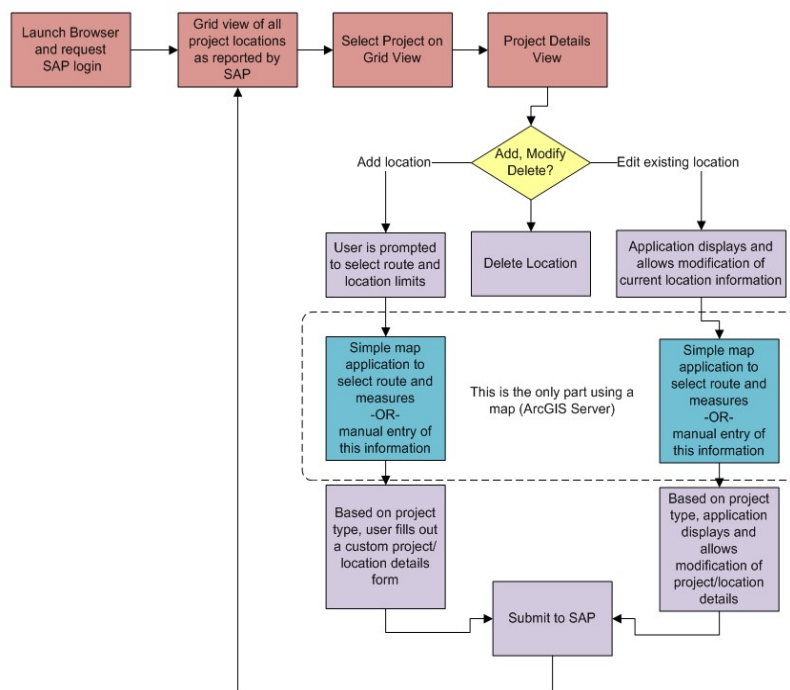 Launch Browser
and request
SAP login
Grid view of all
project locations
as reported by
SAP
Select Project on
Grid View
Project Details
View
Add, Modify
Delete?
Add location
Edit existing location
User is prompted
to select route and
location limits
Delete Location
Application displays and
allows modification of
current location information
Simple map
application to
select route and
measures
-OR-
manual entry of
this information
This is the only part using a
map (ArcGIS Server)
Simple map
application to
select route and
measures
-OR-
manual entry of
this information
Based on project
type, user fills out
a custom project/
location details
form
Based on project
type, application
displays and
allows
modification of
project/location
details
Submit to SAP